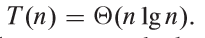 T(n) = Θ(n lg n).